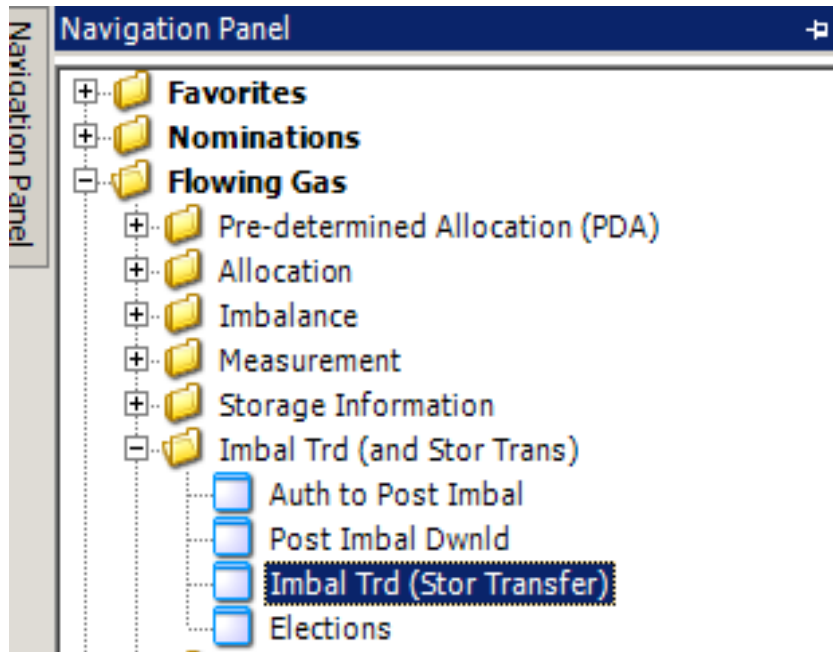 Navigation Panel
Navigation Panel
Favorites
Nominations
Flowing Gas
Pre-determined Allocation (PDA)
Allocation
Imbalance
Measurement
Storage Information
Imbal Trd (and Stor Trans)
Auth to Post Imbal
Post Imbal Dwnld
Imbal Trd (Stor Transfer)
Elections